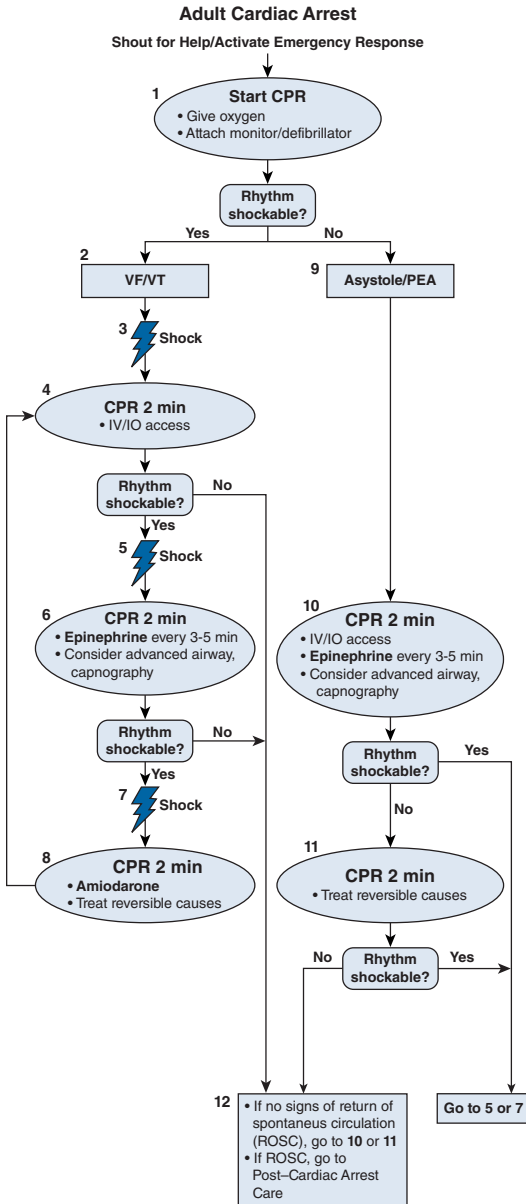 Adult Cardiac Arrest
Shout for Help/Activate Emergency Response
1
Start CPR
• Give oxygen
• Attach monitor/defibrillator
Rhythm
shockable?
Yes
No
2
VF/VT
9
Asystole/PEA
3
Shock
4
CPR 2 min
• IV/IO access
Rhythm
shockable?
No
Yes
5
Shock
6
CPR 2 min
• Epinephrine every 3-5 min
• Consider advanced airway,
capnography
10
CPR 2 min
• IV/IO access
• Epinephrine every 3-5 min
• Consider advanced airway,
capnography
Rhythm
shockable?
No
Yes
Rhythm
shockable?
Yes
No
7
Shock
8
CPR 2 min
• Amiodarone
• Treat reversible causes
11
CPR 2 min
• Treat reversible causes
No
Rhythm
shockable?
Yes
12
• If no signs of return of
spontaneus circulation
(ROSC), go to 10 or 11
• If ROSC, go to
Post–Cardiac Arrest
Care
Go to 5 or 7